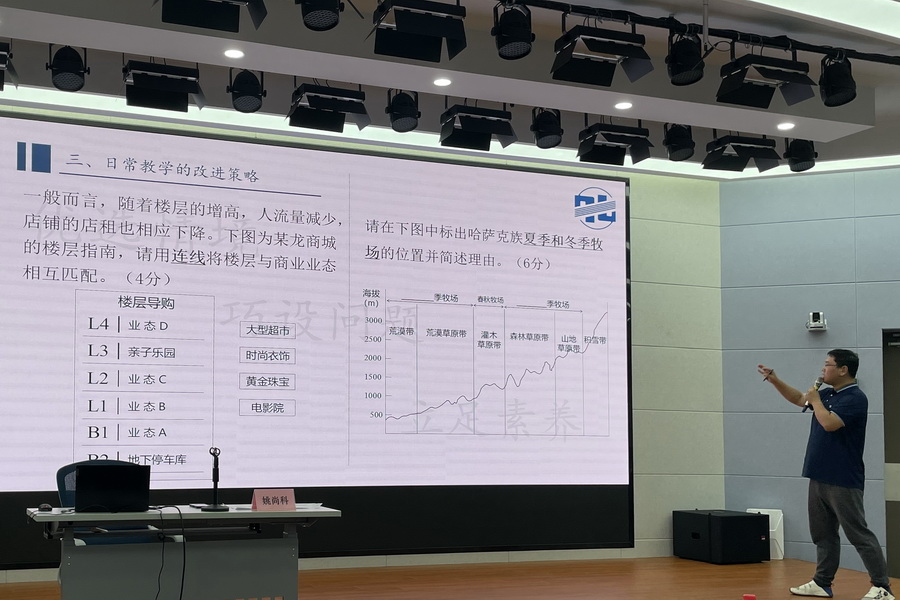 三、日常教学的改进策略
一般而言，随着楼层的增高，人流量减少，
店铺的店租也相应下降。下图为某龙商城
的楼层指南，请用连线将楼层与商业业态
相互匹配。（4分）
楼层导购
L4 业态D
L3 亲子乐园
L2 业态C
L1 业态B
B1 业态A
B2 地下停车库
大型超市
时尚衣饰
黄金珠宝
电影院
请在下图中标出哈萨克族夏季和冬季牧
场的位置并简述理由。（6分）
海拔
(m)
季牧场 春秋牧场 季牧场
3000
2500
2000
1500
1000
500
荒漠带
荒漠草原带
灌木
草原带
森林草原带
山地
草原带
积雪带
巧设问题
立足素养
姚尚科